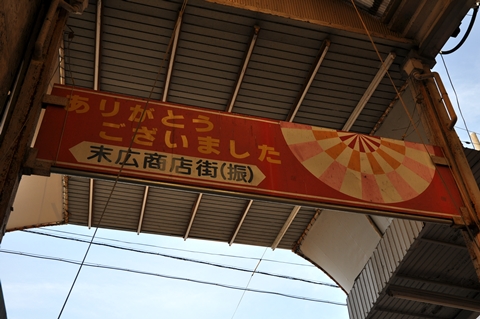 ありがとう
ございました
末広商店街(振)